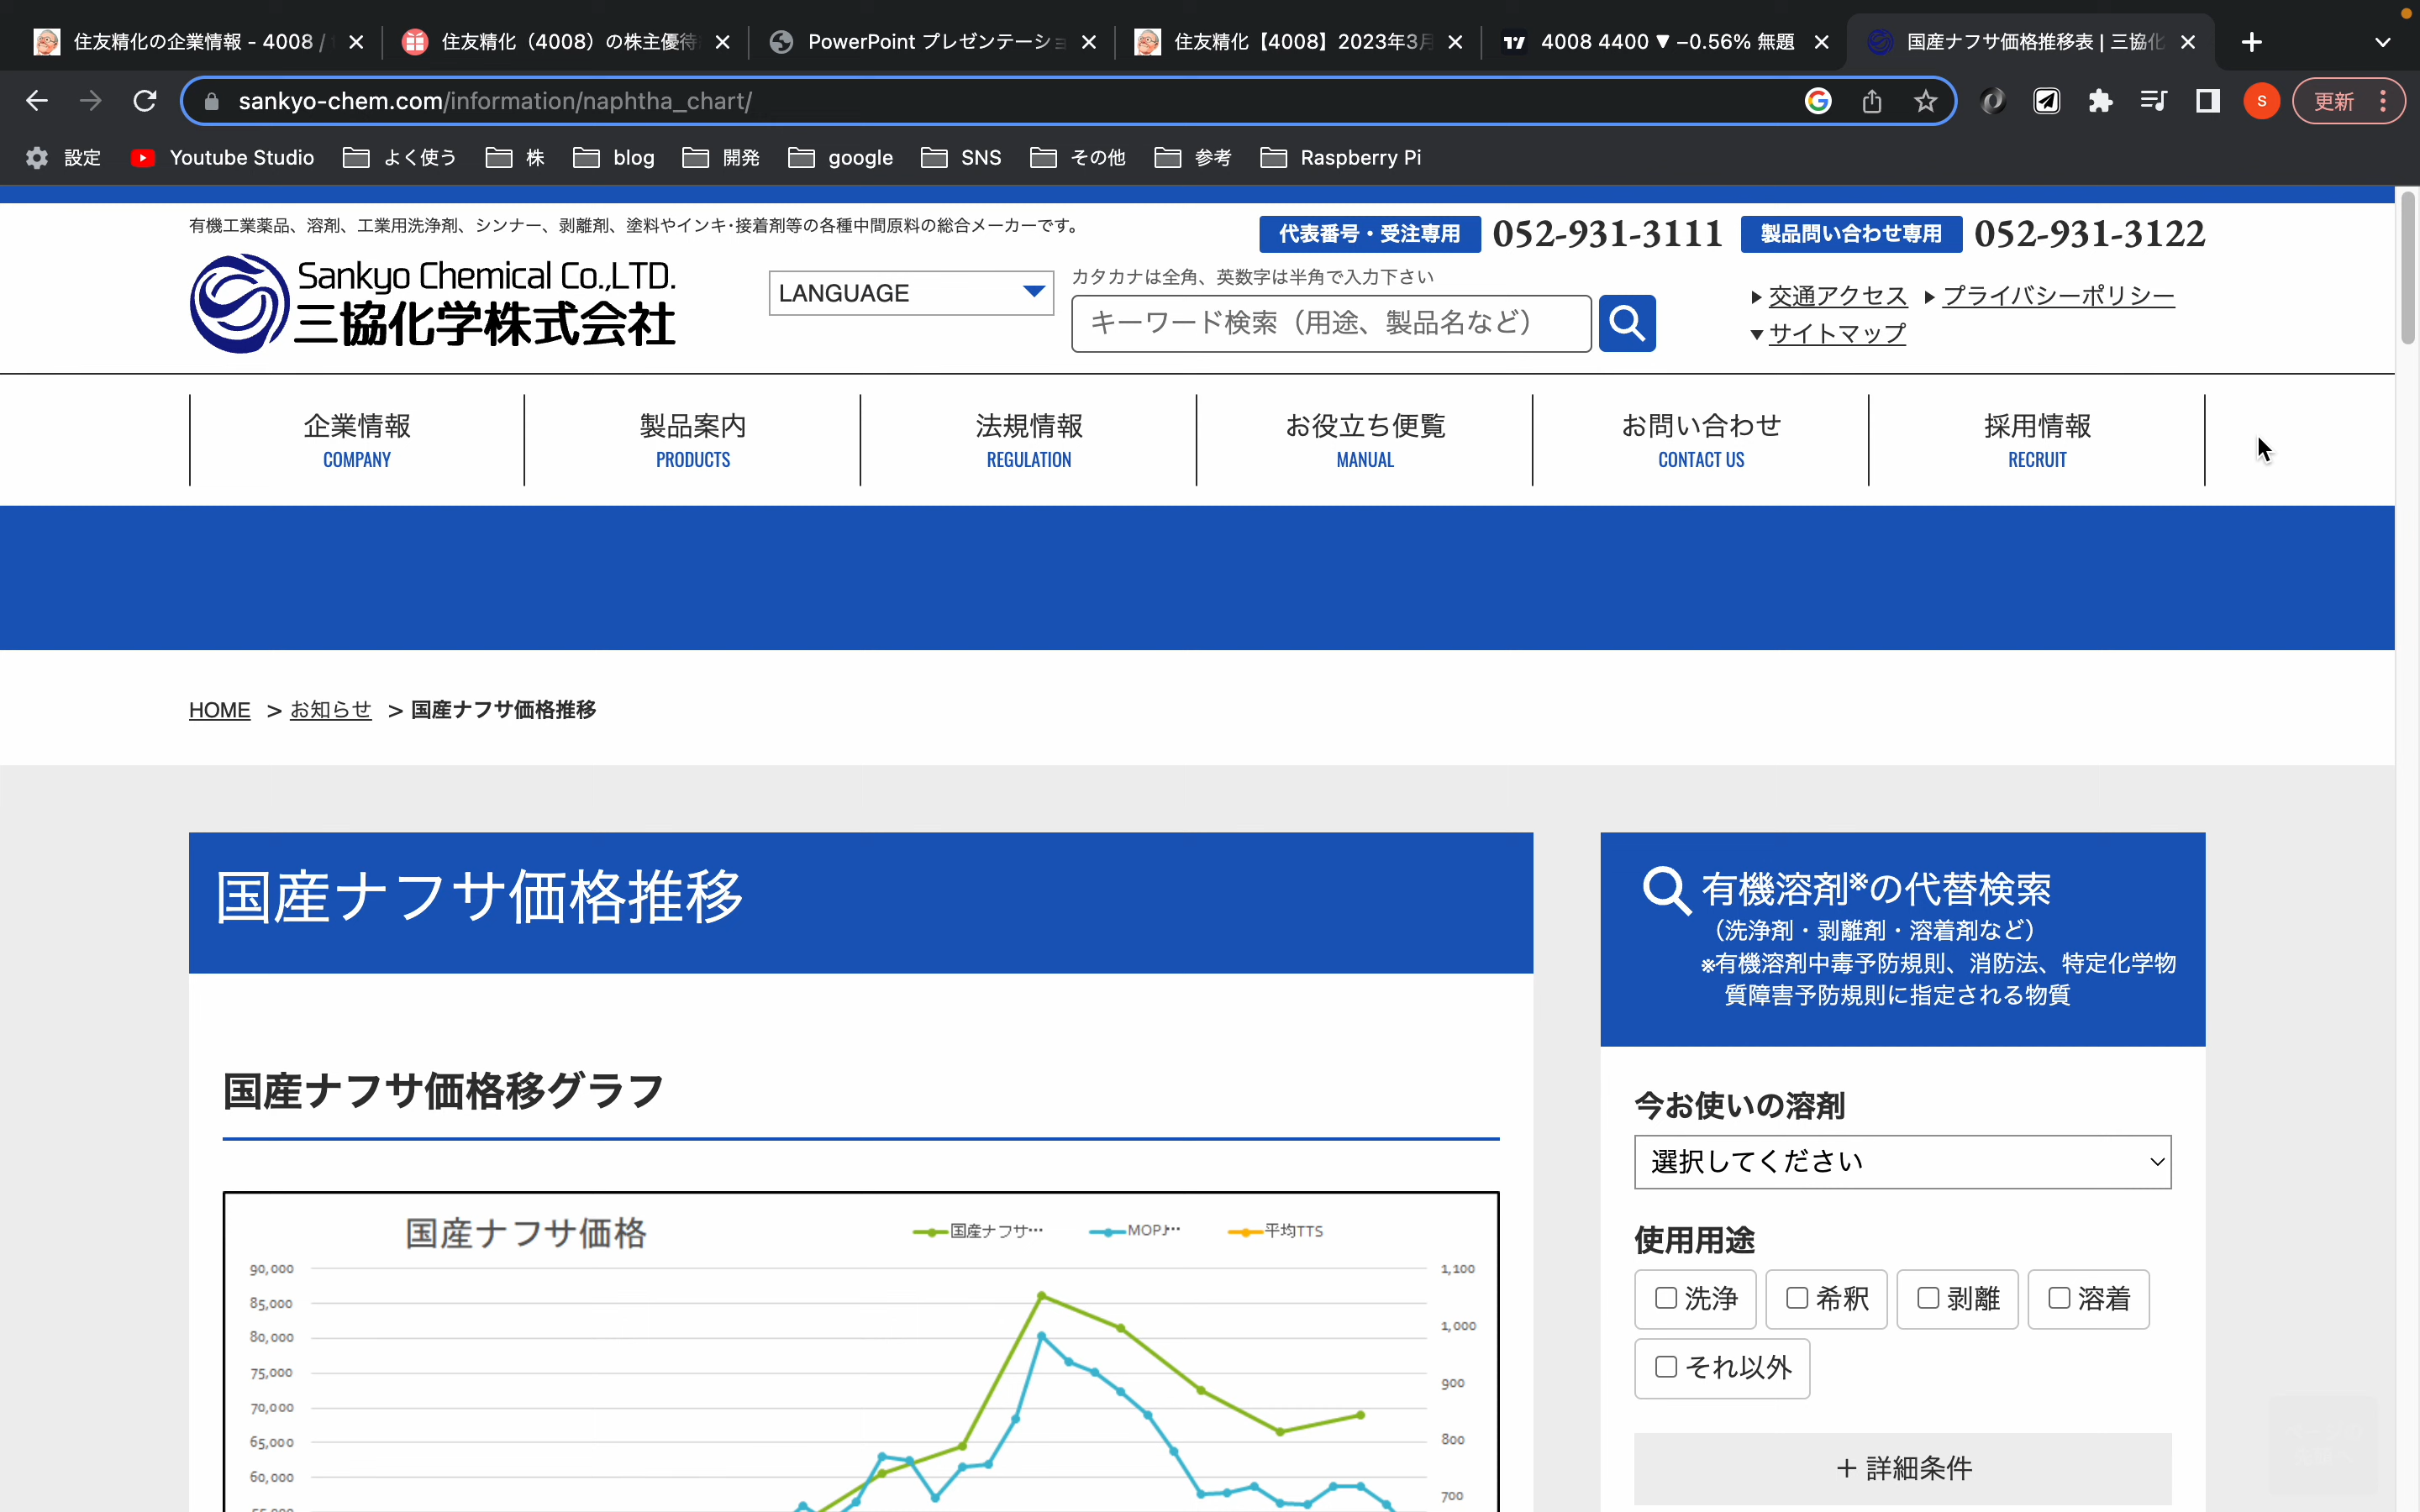 住友精化の企業情報 - 4008 /
住友精化（4008）の株主優待
PowerPoint プレゼンテーショ
住友精化【4008】2023年3月
4008 4400 ▼ −0.56% 無題
国産ナフサ価格推移表 | 三協化
sankyo-chem.com/information/naphtha_chart/
S
更新
設定
Youtube Studio
よく使う
株
blog
開発
google
SNS
その他
参考
Raspberry Pi
有機工業薬品、溶剤、工業用洗浄剤、シンナー、剥離剤、塗料やインキ･接着剤等の各種中間原料の総合メーカーです。
代表番号・受注専用 052-931-3111
製品問い合わせ専用 052-931-3122
Sankyo Chemical Co.,LTD.
三協化学株式会社
LANGUAGE
カタカナは全角、英数字は半角で入力下さい
キーワード検索（用途、製品名など）
交通アクセス
プライバシーポリシー
サイトマップ
企業情報
COMPANY
製品案内
PRODUCTS
法規情報
REGULATION
お役立ち便覧
MANUAL
お問い合わせ
CONTACT US
採用情報
RECRUIT
HOME > お知らせ > 国産ナフサ価格推移
国産ナフサ価格推移
国産ナフサ価格移グラフ
国産ナフサ価格
国産ナフサ…
MOPJ…
平均TTS
90,000
85,000
80,000
75,000
70,000
65,000
60,000
55,000
1,100
1,000
900
800
700
有機溶剤※の代替検索
（洗浄剤・剥離剤・溶着剤など）
※有機溶剤中毒予防規則、消防法、特定化学物
質障害予防規則に指定される物質
今お使いの溶剤
選択してください
使用用途
洗浄
希釈
剥離
溶着
それ以外
＋詳細条件